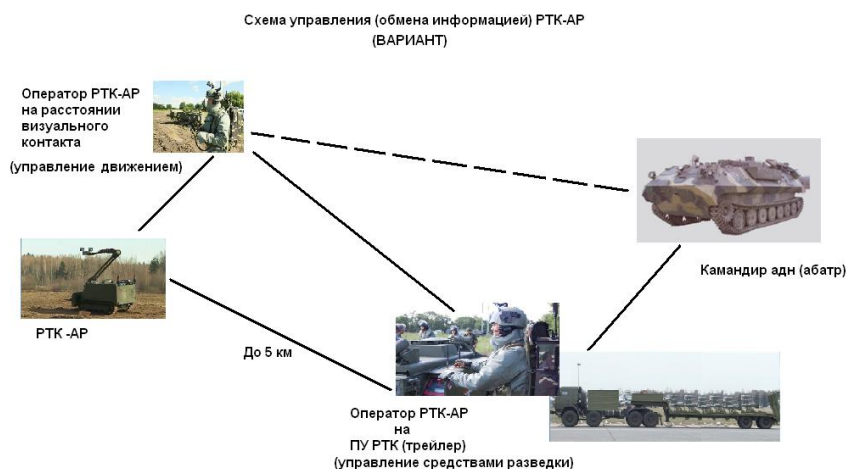 Схема управления (обмена информацией) РТК-АР
(ВАРИАНТ)
Оператор РТК-АР
на расстоянии
визуального
контакта
(управление движением)
Камандир адн (абатр)
РТК -АР
До 5 км
Оператор РТК-АР
на
ПУ РТК (трейлер)
(управление средствами разведки)